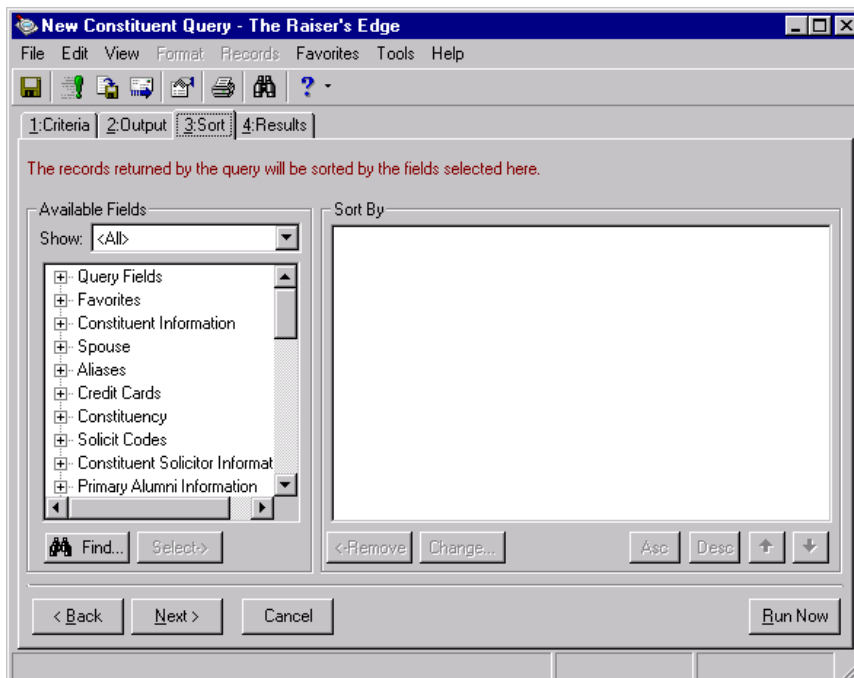 New Constituent Query - The Raiser's Edge
File Edit View Format Records Favorites Tools Help
1:Criteria 2:Output 3:Sort 4:Results
The records returned by the query will be sorted by the fields selected here.
Available Fields
Show: <All>
Query Fields
Favorites
Constituent Information
Spouse
Aliases
Credit Cards
Constituency
Solicit Codes
Constituent Solicitor Informat
Primary Alumni Information
Find... Select->
Sort By
<-Remove Change... Asc Desc
< Back Next > Cancel Run Now